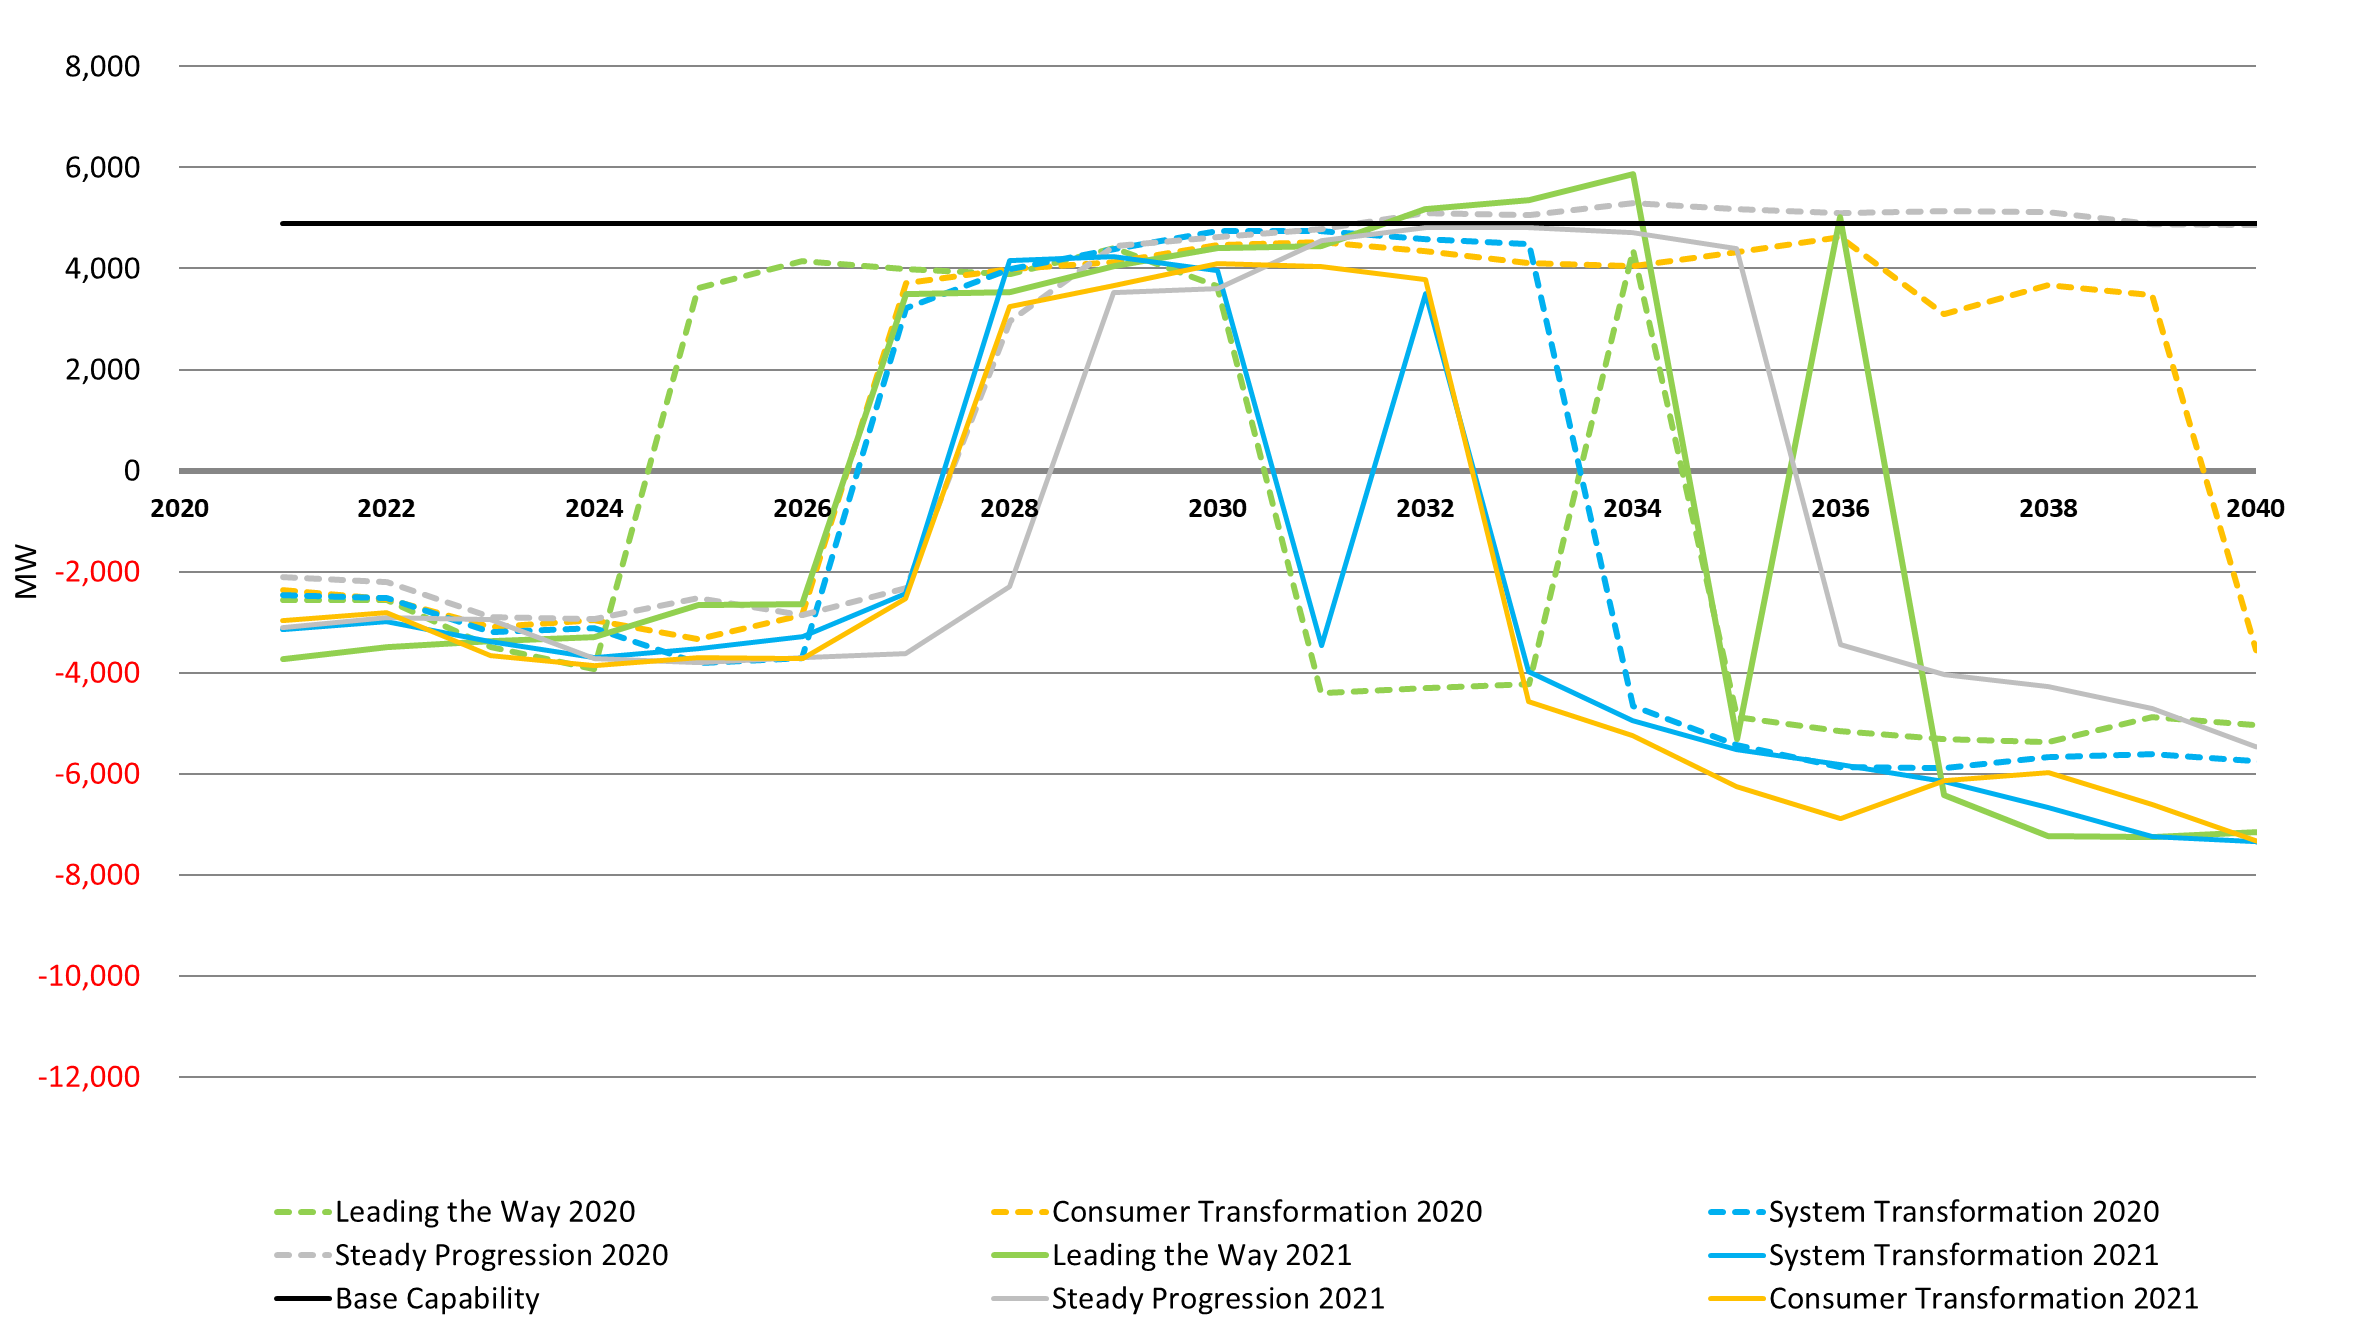 8,000
6,000
4,000
2,000
0
2020 2022 2024 2026 2028 2030 2032 2034 2036 2038 2040
MW
-2,000
-4,000
-6,000
-8,000
-10,000
-12,000
Leading the Way 2020 Consumer Transformation 2020 System Transformation 2020
Steady Progression 2020 Leading the Way 2021 System Transformation 2021
Base Capability Steady Progression 2021 Consumer Transformation 2021